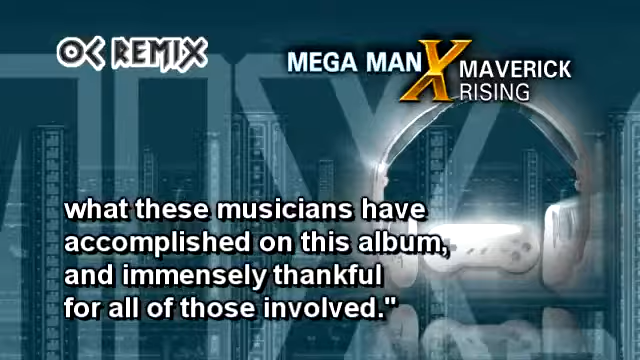 OC REMIX
MEGA MAN X MAVERICK RISING
what these musicians have
accomplished on this album,
and immensely thankful
for all of those involved."